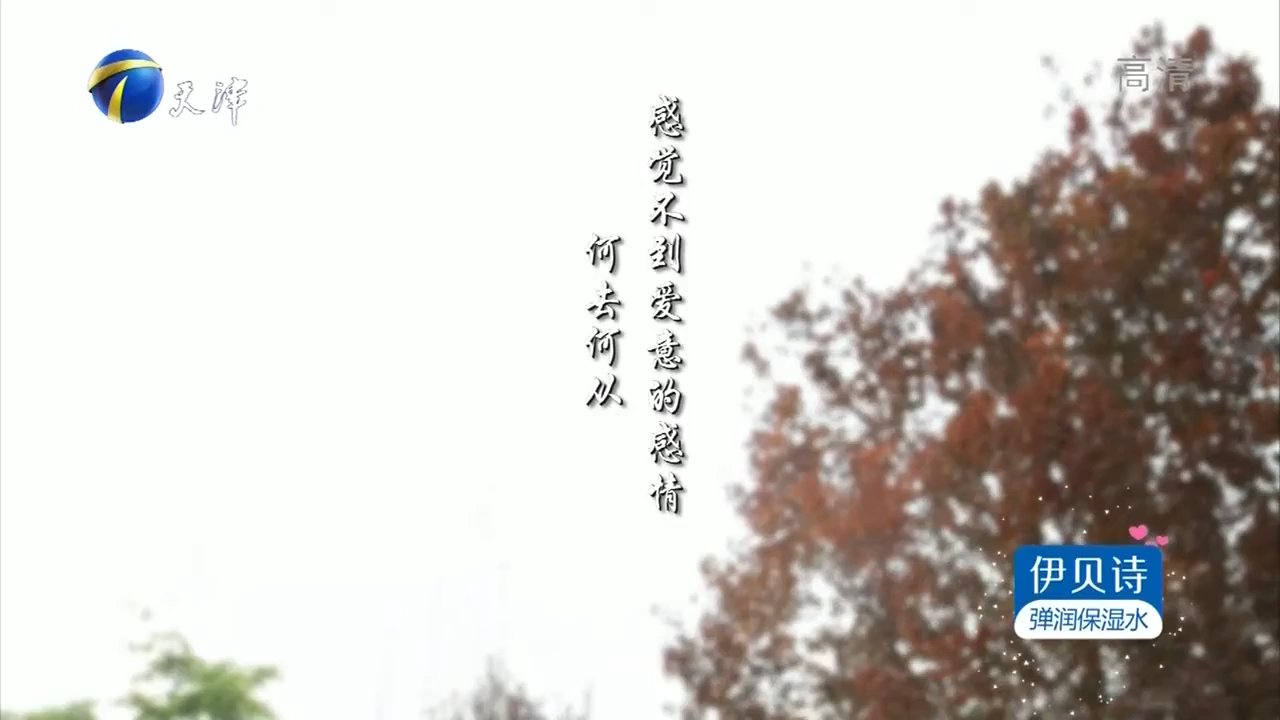 天津
高清
感觉不到爱意的感情
何去何从
伊贝诗
弹润保湿水